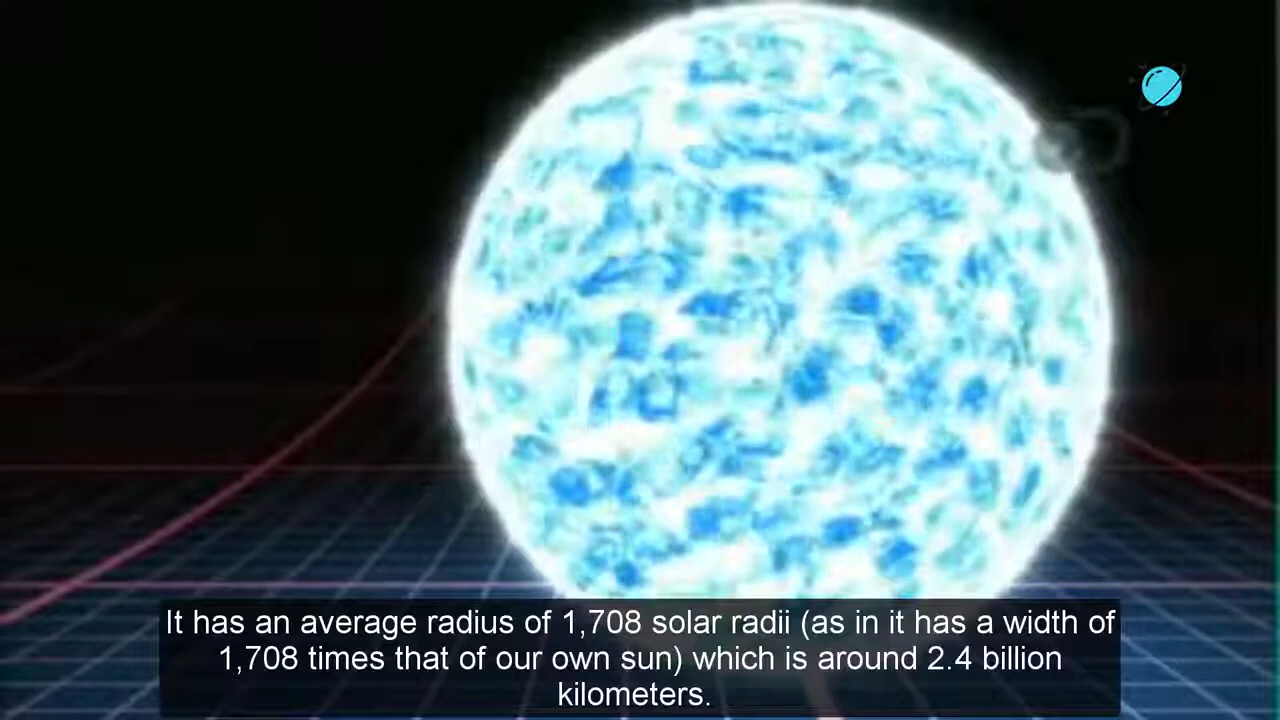 It has an average radius of 1,708 solar radii (as in it has a width of
1,708 times that of our own sun) which is around 2.4 billion
kilometers.